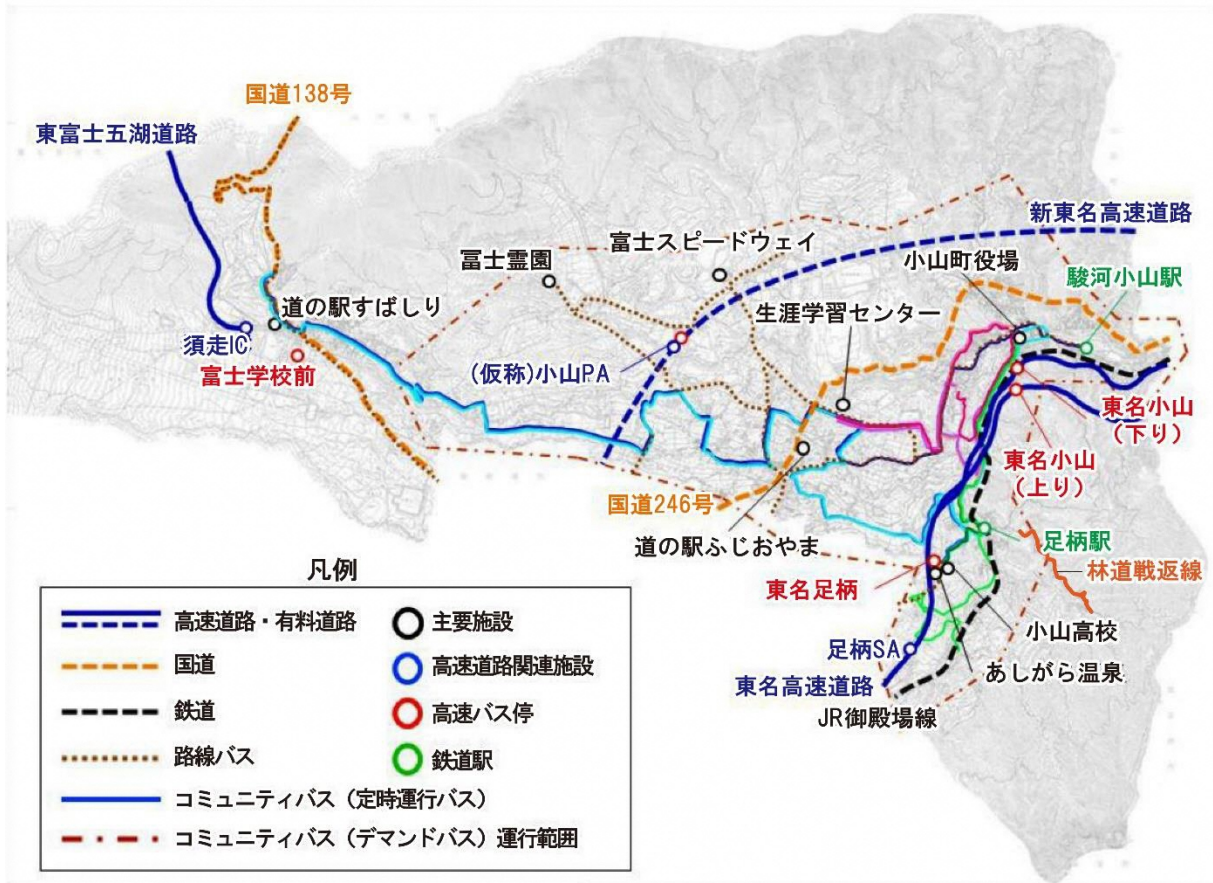 国道138号
東富士五湖道路
新東名高速道路
富士スピードウェイ
小山町役場
冨士霊園
駿河小山駅
道の駅すばしり
生涯学習センター
須走IC
富士学校前
(仮称)小山PA
東名小山
(下り)
東名小山
(上り)
国道246号
道の駅ふじおやま
足柄駅
林道戦返線
東名足柄
小山高校
足柄SA
あしがら温泉
東名高速道路
JR御殿場線
凡例
高速道路・有料道路
主要施設
国道
高速道路関連施設
鉄道
高速バス停
路線バス
鉄道駅
コミュニティバス(定時運行バス)
コミュニティバス(デマンドバス)運行範囲